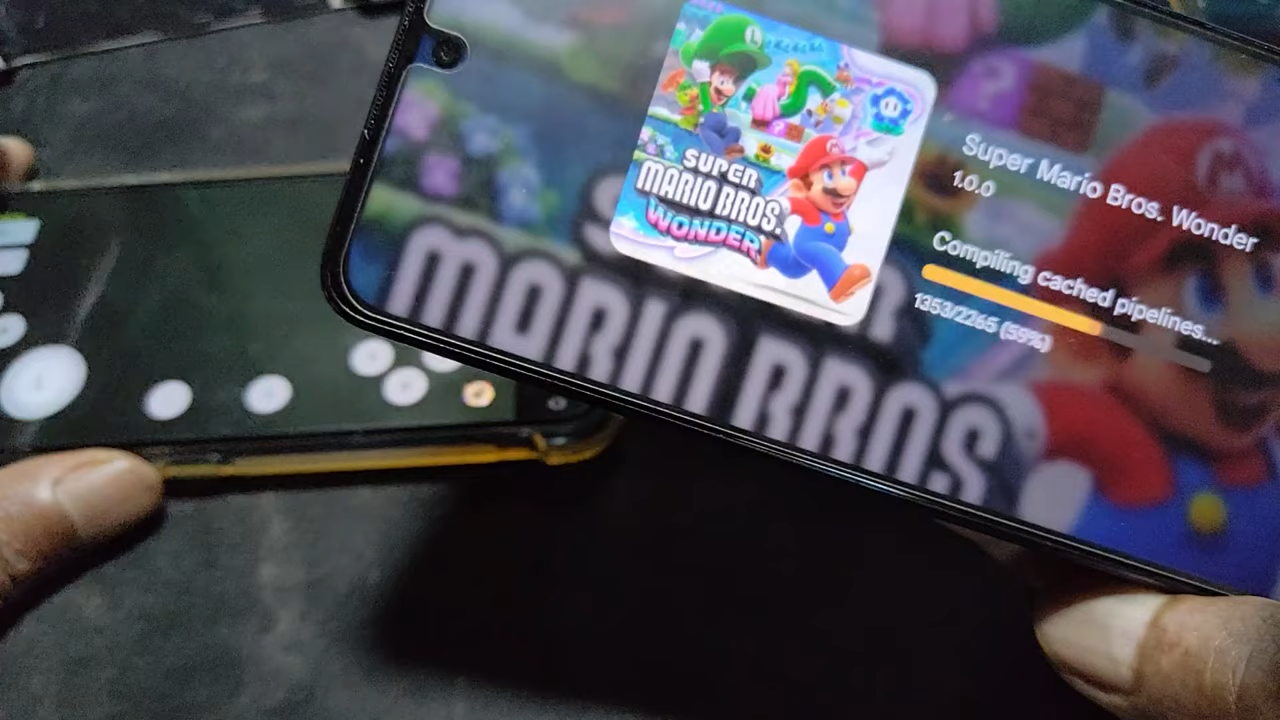 SUPER
MARIO BROS.
WONDER
Super Mario Bros. Wonder
1.0.0
Compiling cached pipelines...
1353/2265 (59%)
MARIO BROS
L
M